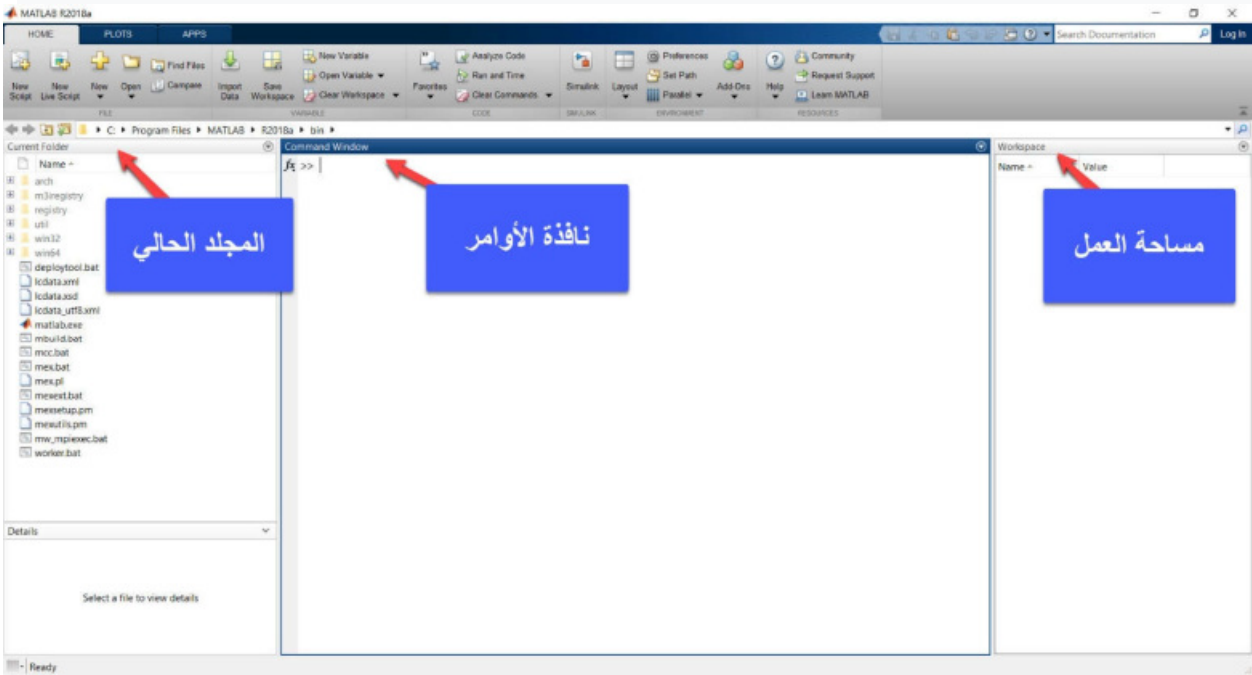 MATLAB R2018a
HOME PLOTS APPS
Search Documentation
Log In
New Script
New Live Script
New
Open
Find Files
Compare
Import Data
Save Workspace
New Variable
Open Variable
Clear Workspace
Favorites
Analyze Code
Run and Time
Clear Commands
Simulink
Layout
Preferences
Set Path
Parallel
Add-Ons
Help
Community
Request Support
Learn MATLAB
FILE VARIABLE CODE SIMULINK ENVIRONMENT RESOURCES
C: Program Files MATLAB R2018a bin
Current Folder
Name
arch
m3iregistry
registry
util
win32
win64
deploytool.bat
lcdata.xml
lcdata.xsd
lcdata_utf8.xml
matlab.exe
mbuild.bat
mcc.bat
mex.bat
mex.pl
mexext.bat
mexsetup.pm
mexutils.pm
mw_mpiexec.bat
worker.bat
المجلد الحالي
Details
Select a file to view details
Command Window
fx >>
نافذة الأوامر
Workspace
Name Value
مساحة العمل
Ready